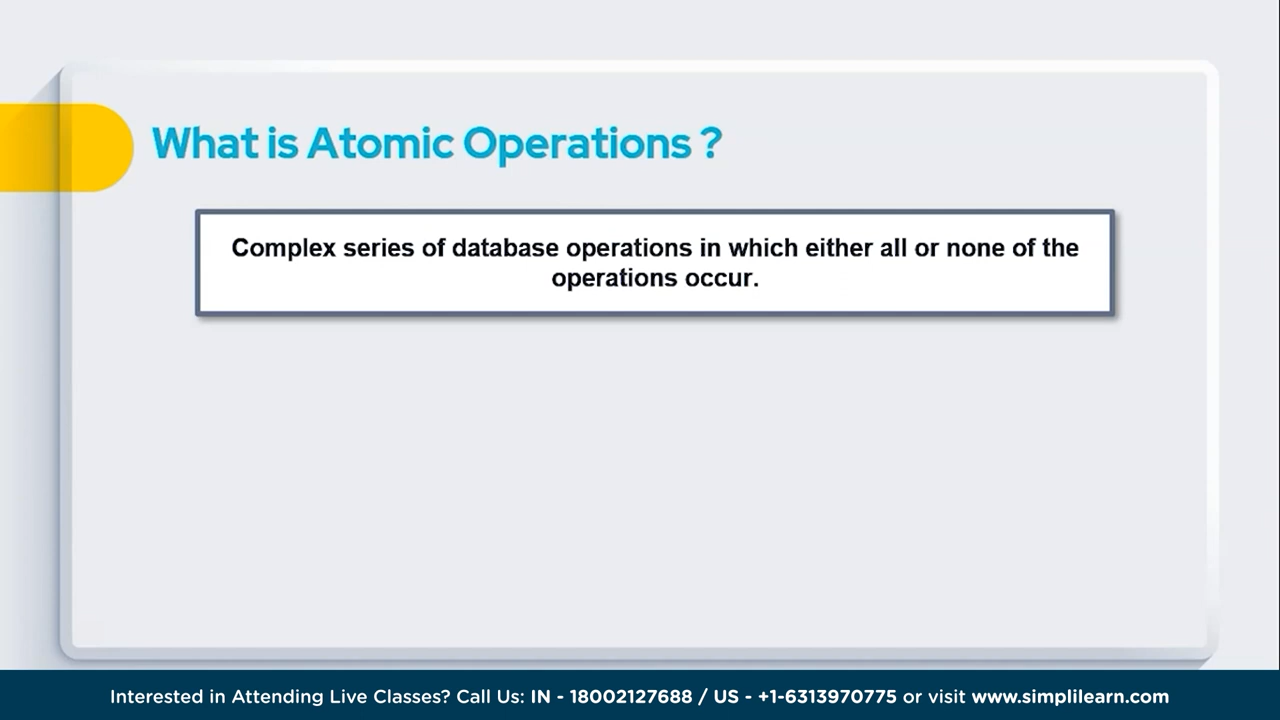 What is Atomic Operations ?
Complex series of database operations in which either all or none of the
operations occur.
Interested in Attending Live Classes? Call Us: IN - 18002127688 / US - +1-6313970775 or visit www.simplilearn.com